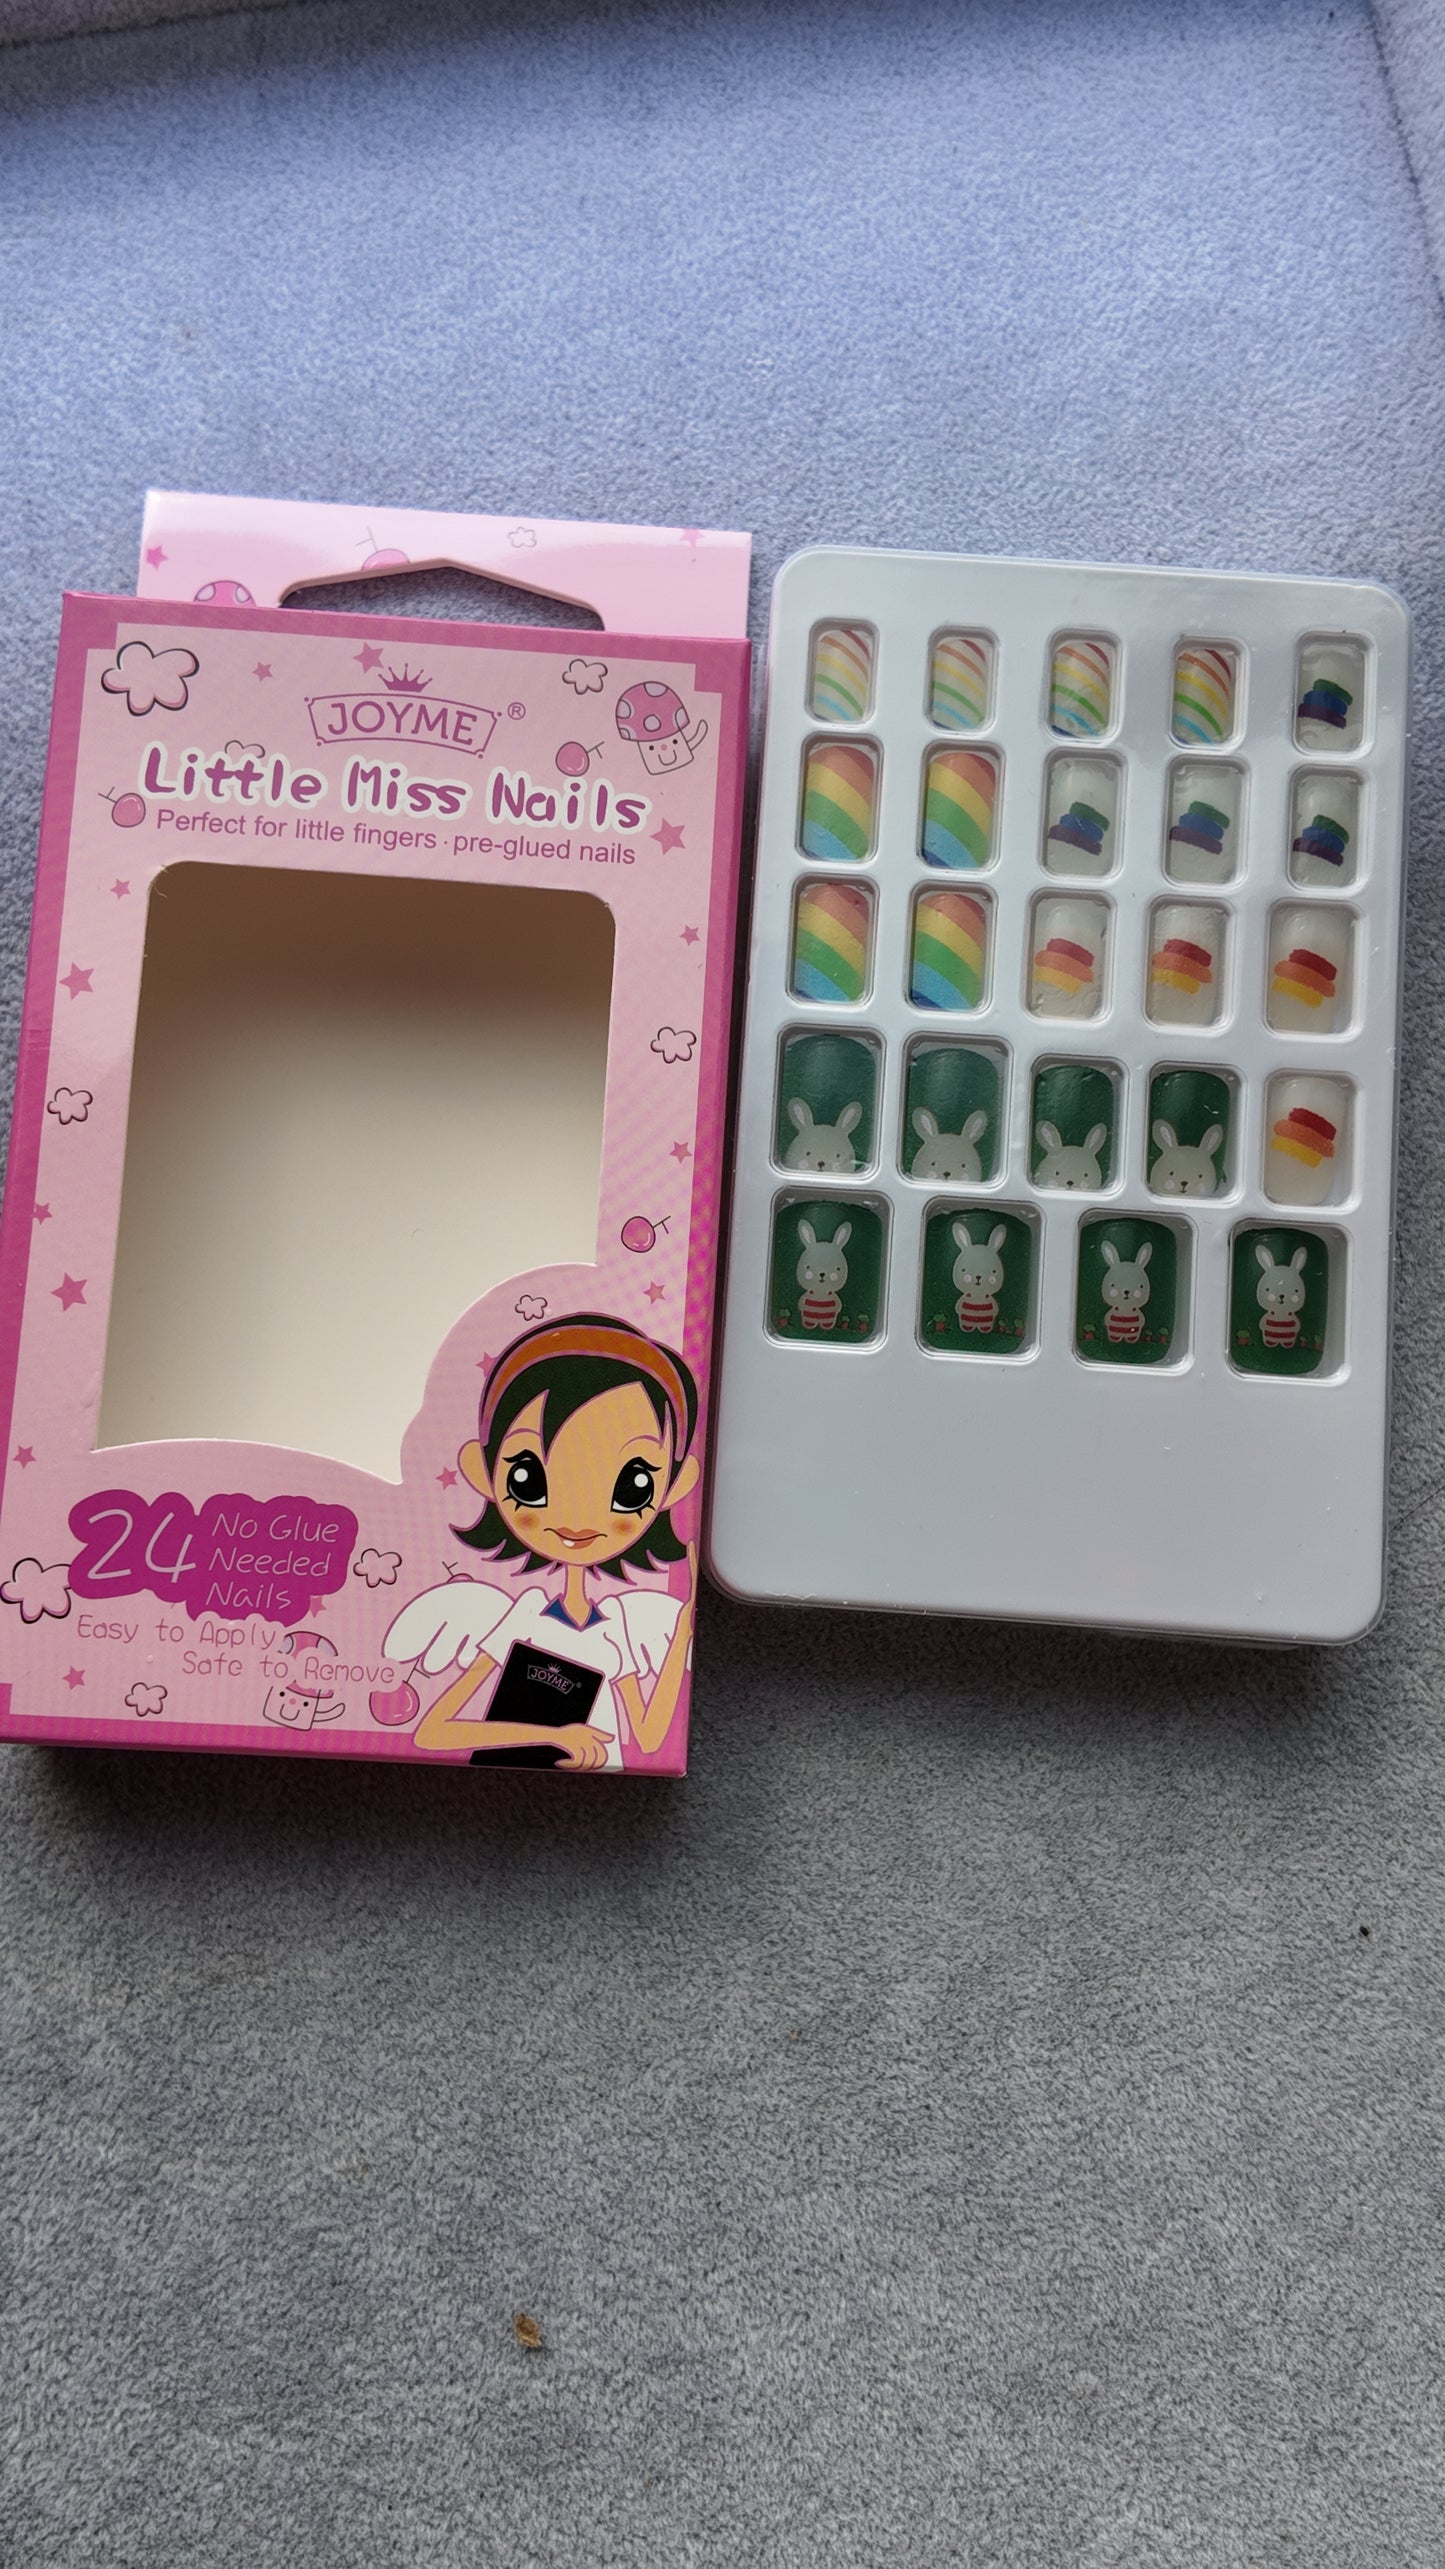 JOYME®
Little Miss Nails
Perfect for little fingers · pre-glued nails
24 No Glue
Needed
Nails
Easy to Apply,
Safe to Remove
JOYME®